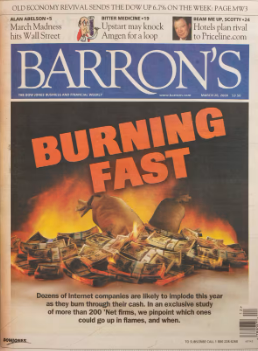 OLD ECONOMY REVIVAL SENDS THE DOW UP 6.7% ON THE WEEK: PAGE MW3
ALAN ABELSON •5
March Madness
hits Wall Street
BITTER MEDICINE •18
Upstart may knock
Amgen for a loop
BEAM ME UP, SCOTTY •24
Hotels plan rival
to Priceline.com
BARRON'S
THE DOW JONES BUSINESS AND FINANCIAL WEEKLY
www.barrons.com
BURNING
FAST
Dozens of Internet companies are likely to implode this year
as they burn through their cash. In an exclusive study
of more than 200 'Net firms, we pinpoint which ones
could go up in flames, and when.